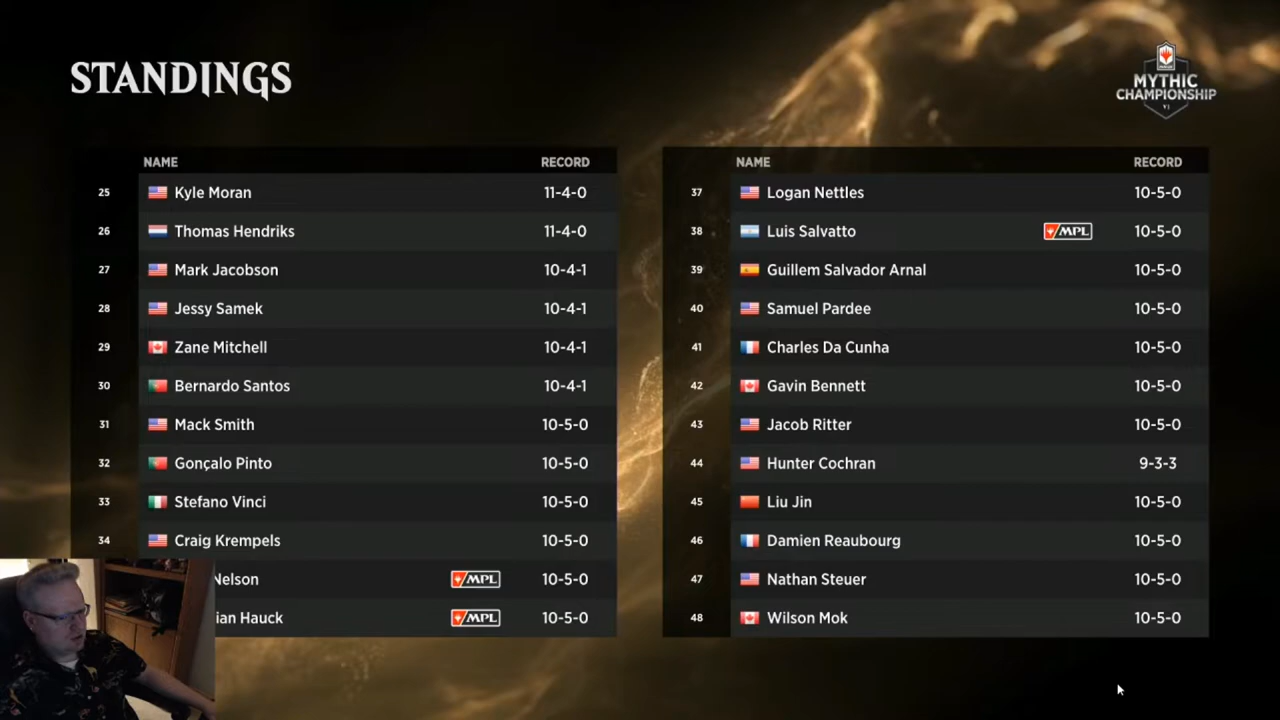 STANDINGS
MYTHIC
CHAMPIONSHIP
VI
NAME RECORD
25 Kyle Moran 11-4-0
26 Thomas Hendriks 11-4-0
27 Mark Jacobson 10-4-1
28 Jessy Samek 10-4-1
29 Zane Mitchell 10-4-1
30 Bernardo Santos 10-4-1
31 Mack Smith 10-5-0
32 Gonçalo Pinto 10-5-0
33 Stefano Vinci 10-5-0
34 Craig Krempels 10-5-0
Nelson MPL 10-5-0
ian Hauck MPL 10-5-0
NAME RECORD
37 Logan Nettles 10-5-0
38 Luis Salvatto MPL 10-5-0
39 Guillem Salvador Arnal 10-5-0
40 Samuel Pardee 10-5-0
41 Charles Da Cunha 10-5-0
42 Gavin Bennett 10-5-0
43 Jacob Ritter 10-5-0
44 Hunter Cochran 9-3-3
45 Liu Jin 10-5-0
46 Damien Reaubourg 10-5-0
47 Nathan Steuer 10-5-0
48 Wilson Mok 10-5-0